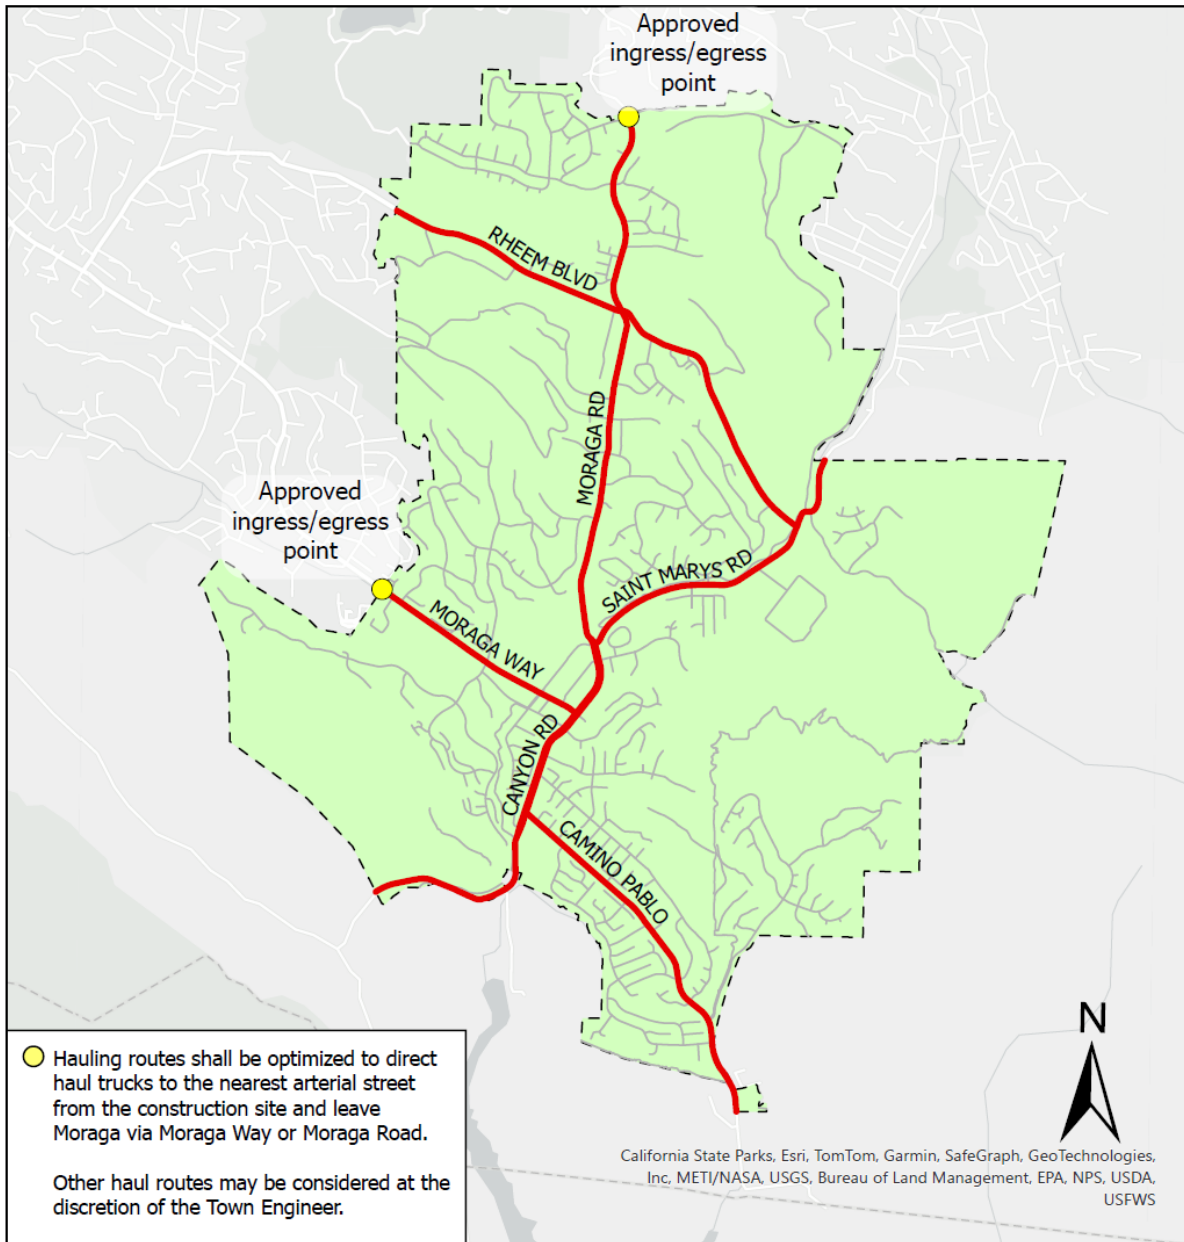 Approved
ingress/egress
point
RHEEM BLVD
MORAGA RD
Approved
ingress/egress
point
SAINT MARYS RD
MORAGA WAY
CANYON RD
CAMINO PABLO
N
Hauling routes shall be optimized to direct
haul trucks to the nearest arterial street
from the construction site and leave
Moraga via Moraga Way or Moraga Road.
Other haul routes may be considered at the
discretion of the Town Engineer.
California State Parks, Esri, TomTom, Garmin, SafeGraph, GeoTechnologies,
Inc, METI/NASA, USGS, Bureau of Land Management, EPA, NPS, USDA,
USFWS